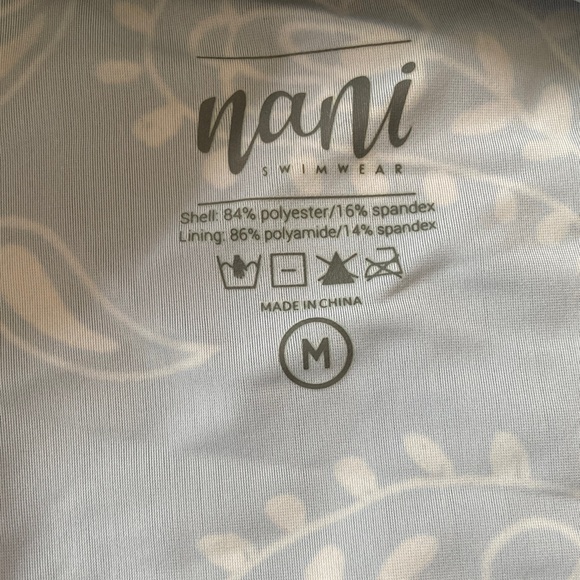 nani
SWIMWEAR
Shell: 84% polyester/16% spandex
Lining: 86% polyamide/14% spandex
MADE IN CHINA
M